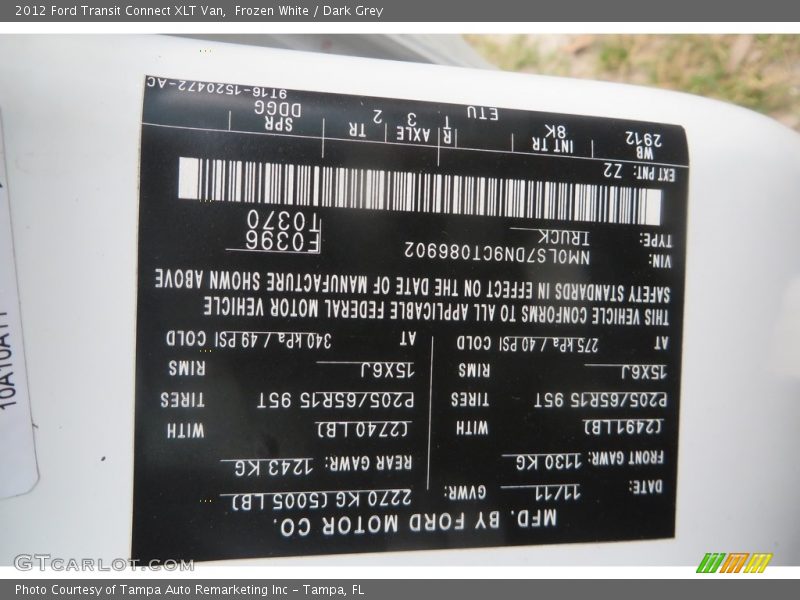 2012 Ford Transit Connect XLT Van, Frozen White / Dark Grey
MFD. BY FORD MOTOR CO.
DATE: 11/11 GVWR: 2270 KG (5005 LB)
FRONT GAWR: 1130 KG REAR GAWR: 1243 KG
(2491LB) WITH (2740LB) WITH
P205/65R15 95T TIRES P205/65R15 95T TIRES
15X6J RIMS 15X6J RIMS
AT 275 kPa / 40 PSI COLD AT 340 kPa / 49 PSI COLD
THIS VEHICLE CONFORMS TO ALL APPLICABLE FEDERAL MOTOR VEHICLE
SAFETY STANDARDS IN EFFECT ON THE DATE OF MANUFACTURE SHOWN ABOVE
VIN: NM0LS7DN9CT086902 F0396
TYPE: TRUCK T0370
EXT PNT: Z2
WB INT TR R AXLE TR SPR
2912 8K T 3 2 DDGG
ETU
9T16-1520472-AC
10A10A11
GTCarLot.com
Photo Courtesy of Tampa Auto Remarketing Inc - Tampa, FL